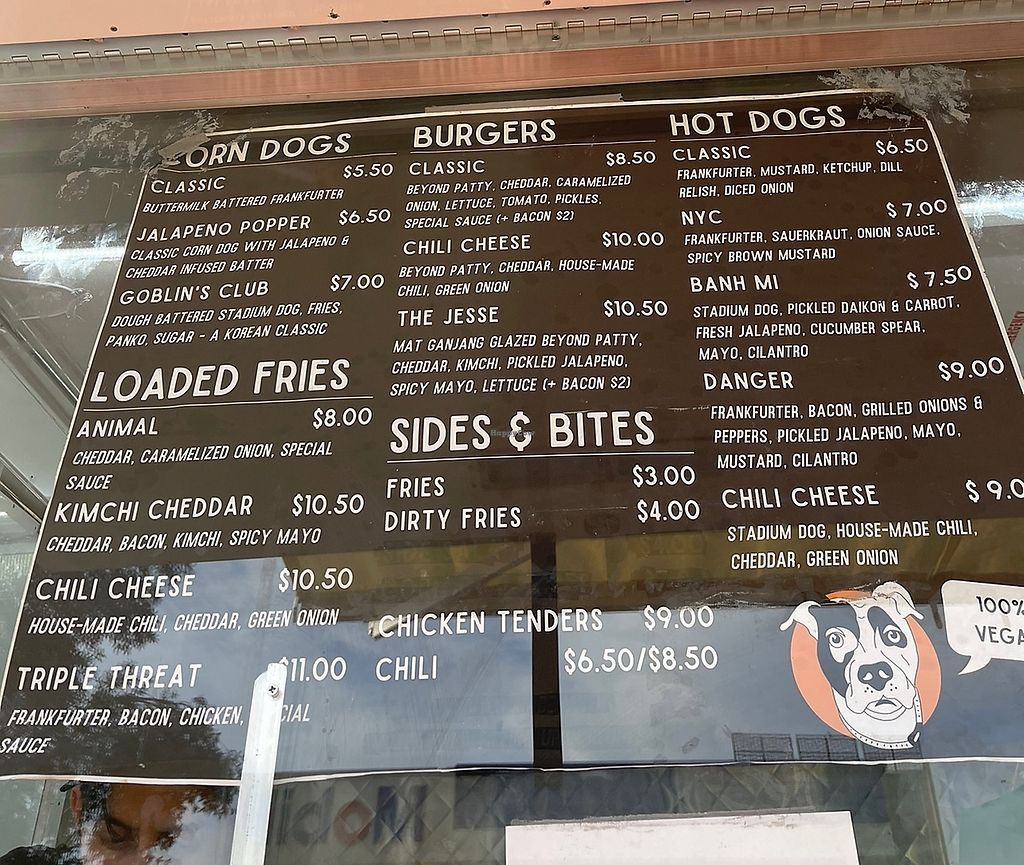 ORN DOGS
CLASSIC $5.50
BUTTERMILK BATTERED FRANKFURTER
JALAPENO POPPER $6.50
CLASSIC CORN DOG WITH JALAPENO &
CHEDDAR INFUSED BATTER
GOBLIN'S CLUB $7.00
DOUGH BATTERED STADIUM DOG, FRIES,
PANKO, SUGAR - A KOREAN CLASSIC
LOADED FRIES
ANIMAL $8.00
CHEDDAR, CARAMELIZED ONION, SPECIAL
SAUCE
KIMCHI CHEDDAR $10.50
CHEDDAR, BACON, KIMCHI, SPICY MAYO
CHILI CHEESE $10.50
HOUSE-MADE CHILI, CHEDDAR, GREEN ONION
TRIPLE THREAT $11.00
FRANKFURTER, BACON, CHICKEN, CIAL
SAUCE
BURGERS
CLASSIC $8.50
BEYOND PATTY, CHEDDAR, CARAMELIZED
ONION, LETTUCE, TOMATO, PICKLES,
SPECIAL SAUCE (+ BACON $2)
CHILI CHEESE $10.00
BEYOND PATTY, CHEDDAR, HOUSE-MADE
CHILI, GREEN ONION
THE JESSE $10.50
MAT GANJANG GLAZED BEYOND PATTY,
CHEDDAR, KIMCHI, PICKLED JALAPENO,
SPICY MAYO, LETTUCE (+ BACON $2)
SIDES & BITES
FRIES $3.00
DIRTY FRIES $4.00
CHICKEN TENDERS $9.00
CHILI $6.50/$8.50
HOT DOGS
CLASSIC $6.50
FRANKFURTER, MUSTARD, KETCHUP, DILL
RELISH, DICED ONION
NYC $7.00
FRANKFURTER, SAUERKRAUT, ONION SAUCE,
SPICY BROWN MUSTARD
BANH MI $7.50
STADIUM DOG, PICKLED DAIKON & CARROT,
FRESH JALAPENO, CUCUMBER SPEAR,
MAYO, CILANTRO
DANGER $9.00
FRANKFURTER, BACON, GRILLED ONIONS &
PEPPERS, PICKLED JALAPENO, MAYO,
MUSTARD, CILANTRO
CHILI CHEESE $9.0
STADIUM DOG, HOUSE-MADE CHILI,
CHEDDAR, GREEN ONION
100%
VEGA